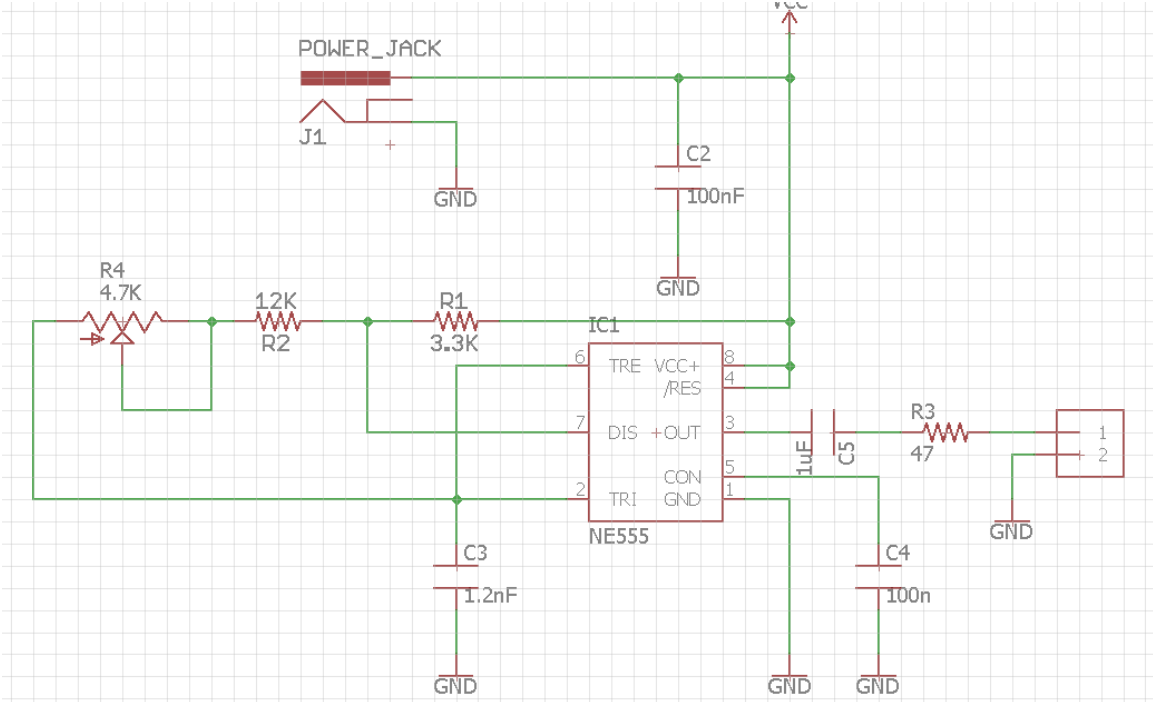 VCC
POWER_JACK
J1
+
GND
C2
100nF
GND
R4
4.7K
12K
R2
R1
3.3K
IC1
6 TRE VCC+ 8
/RES 4
7 DIS +OUT 3
CON 5
2 TRI GND 1
NE555
1uF
C5
R3
47
1
2
GND
C3
1.2nF
GND
GND
C4
100n
GND